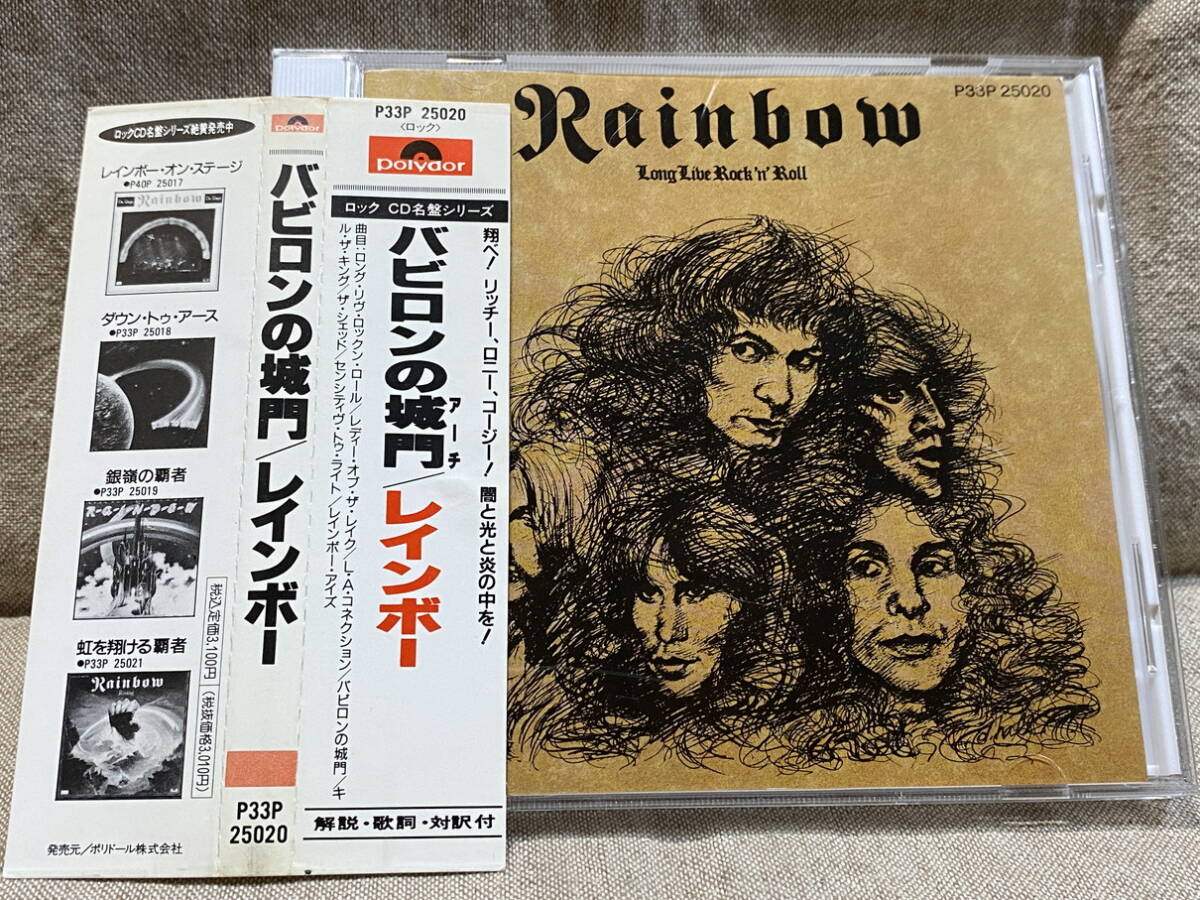 ロックCD名盤シリーズ絶賛発売中
レインボー・オン・ステージ
●P40P 25017
Rainbow
ダウン・トゥ・アース
●P33P 25018
銀嶺の覇者
●P33P 25019
R-A-I-N-B-O-W
虹を翔ける覇者
●P33P 25021
Rainbow
Rising
税込定価3,100円(税抜価格3,010円)
発売元/ポリドール株式会社
polydor
バビロンの城門/レインボー
P33P
25020
P33P 25020
〈ロック〉
polydor
ロック CD名盤シリーズ
翔べ! リッチー、ロニー、コージー! 闇と光と炎の中を!
バビロンの城門/レインボー
アーチ
曲目:ロング・リヴ・ロックン・ロール/レディー・オブ・ザ・レイク/L・A・コネクション/バビロンの城門/キ
ル・ザ・キング/ザ・シェッド/センシティヴ・トゥ・ライト/レインボー・アイズ
解説・歌詞・対訳付
P33P 25020
Rainbow
Long Live Rock 'n' Roll